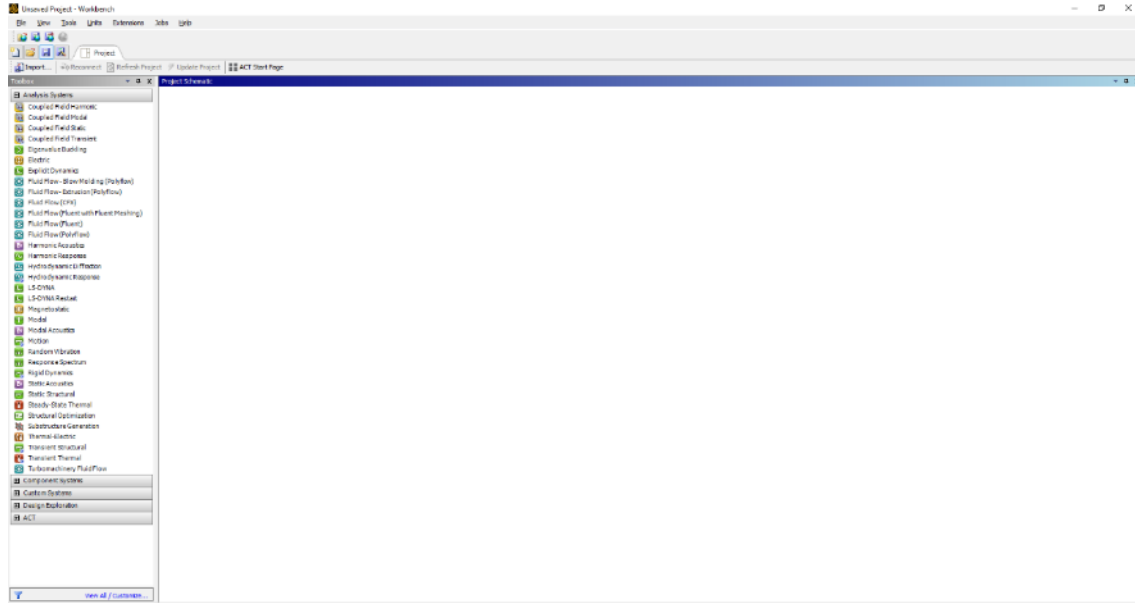 Unsaved Project - Workbench
File View Tools Units Extensions Jobs Help
Project
Import... Reconnect Refresh Project Update Project ACT Start Page
Toolbox
Project Schematic
Analysis Systems
Coupled Field Harmonic
Coupled Field Modal
Coupled Field Static
Coupled Field Transient
Eigenvalue Buckling
Electric
Explicit Dynamics
Fluid Flow - Blow Molding (Polyflow)
Fluid Flow - Extrusion (Polyflow)
Fluid Flow (CFX)
Fluid Flow (Fluent with Fluent Meshing)
Fluid Flow (Fluent)
Fluid Flow (Polyflow)
Harmonic Acoustics
Harmonic Response
Hydrodynamic Diffraction
Hydrodynamic Response
LS-DYNA
LS-DYNA Restart
Magnetostatic
Modal
Modal Acoustics
Motion
Random Vibration
Response Spectrum
Rigid Dynamics
Static Acoustics
Static Structural
Steady-State Thermal
Structural Optimization
Substructure Generation
Thermal-Electric
Transient Structural
Transient Thermal
Turbomachinery Fluid Flow
Component Systems
Custom Systems
Design Exploration
ACT
View All / Customize...